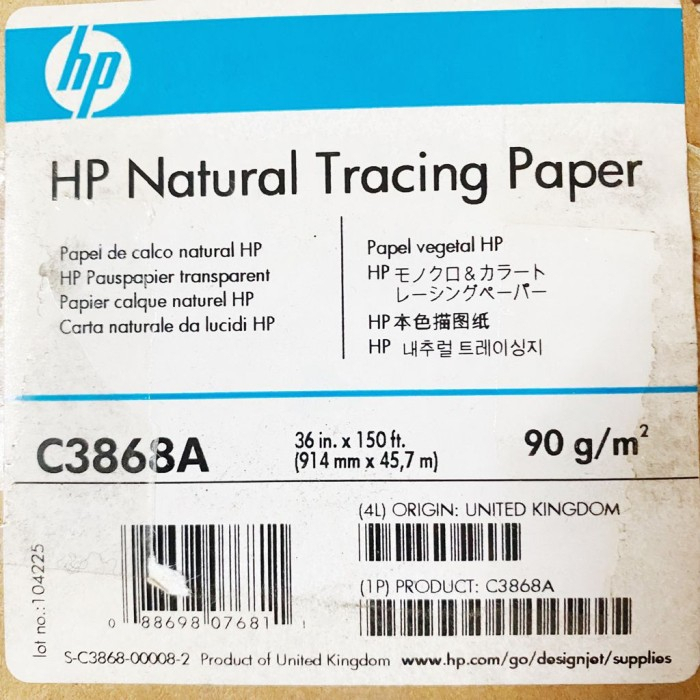 hp
HP Natural Tracing Paper
Papel de calco natural HP
HP Pauspapier transparent
Papier calque naturel HP
Carta naturale da lucidi HP
Papel vegetal HP
HP モノクロ&カラート
レーシングペーパー
HP 本色描图纸
HP 내추럴 트레이싱지
C3868A
36 in. x 150 ft.
(914 mm x 45,7 m)
90 g/m²
(4L) ORIGIN: UNITED KINGDOM
(1P) PRODUCT: C3868A
lot no.:104225
0 88698 07681 1
S-C3868-00008-2 Product of United Kingdom www.hp.com/go/designjet/supplies